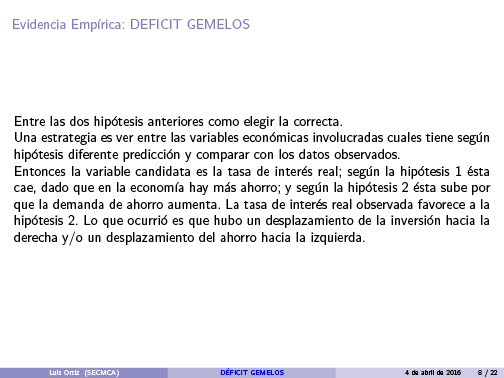 Evidencia Empírica: DEFICIT GEMELOS
Entre las dos hipótesis anteriores como elegir la correcta.
Una estrategia es ver entre las variables económicas involucradas cuales tiene según
hipótesis diferente predicción y comparar con los datos observados.
Entonces la variable candidata es la tasa de interés real; según la hipótesis 1 ésta
cae, dado que en la economía hay más ahorro; y según la hipótesis 2 ésta sube por
que la demanda de ahorro aumenta. La tasa de interés real observada favorece a la
hipótesis 2. Lo que ocurrió es que hubo un desplazamiento de la inversión hacia la
derecha y/o un desplazamiento del ahorro hacia la izquierda.
Luis Ortiz (SECMCA) DÉFICIT GEMELOS 4 de abril de 2016 8 / 22